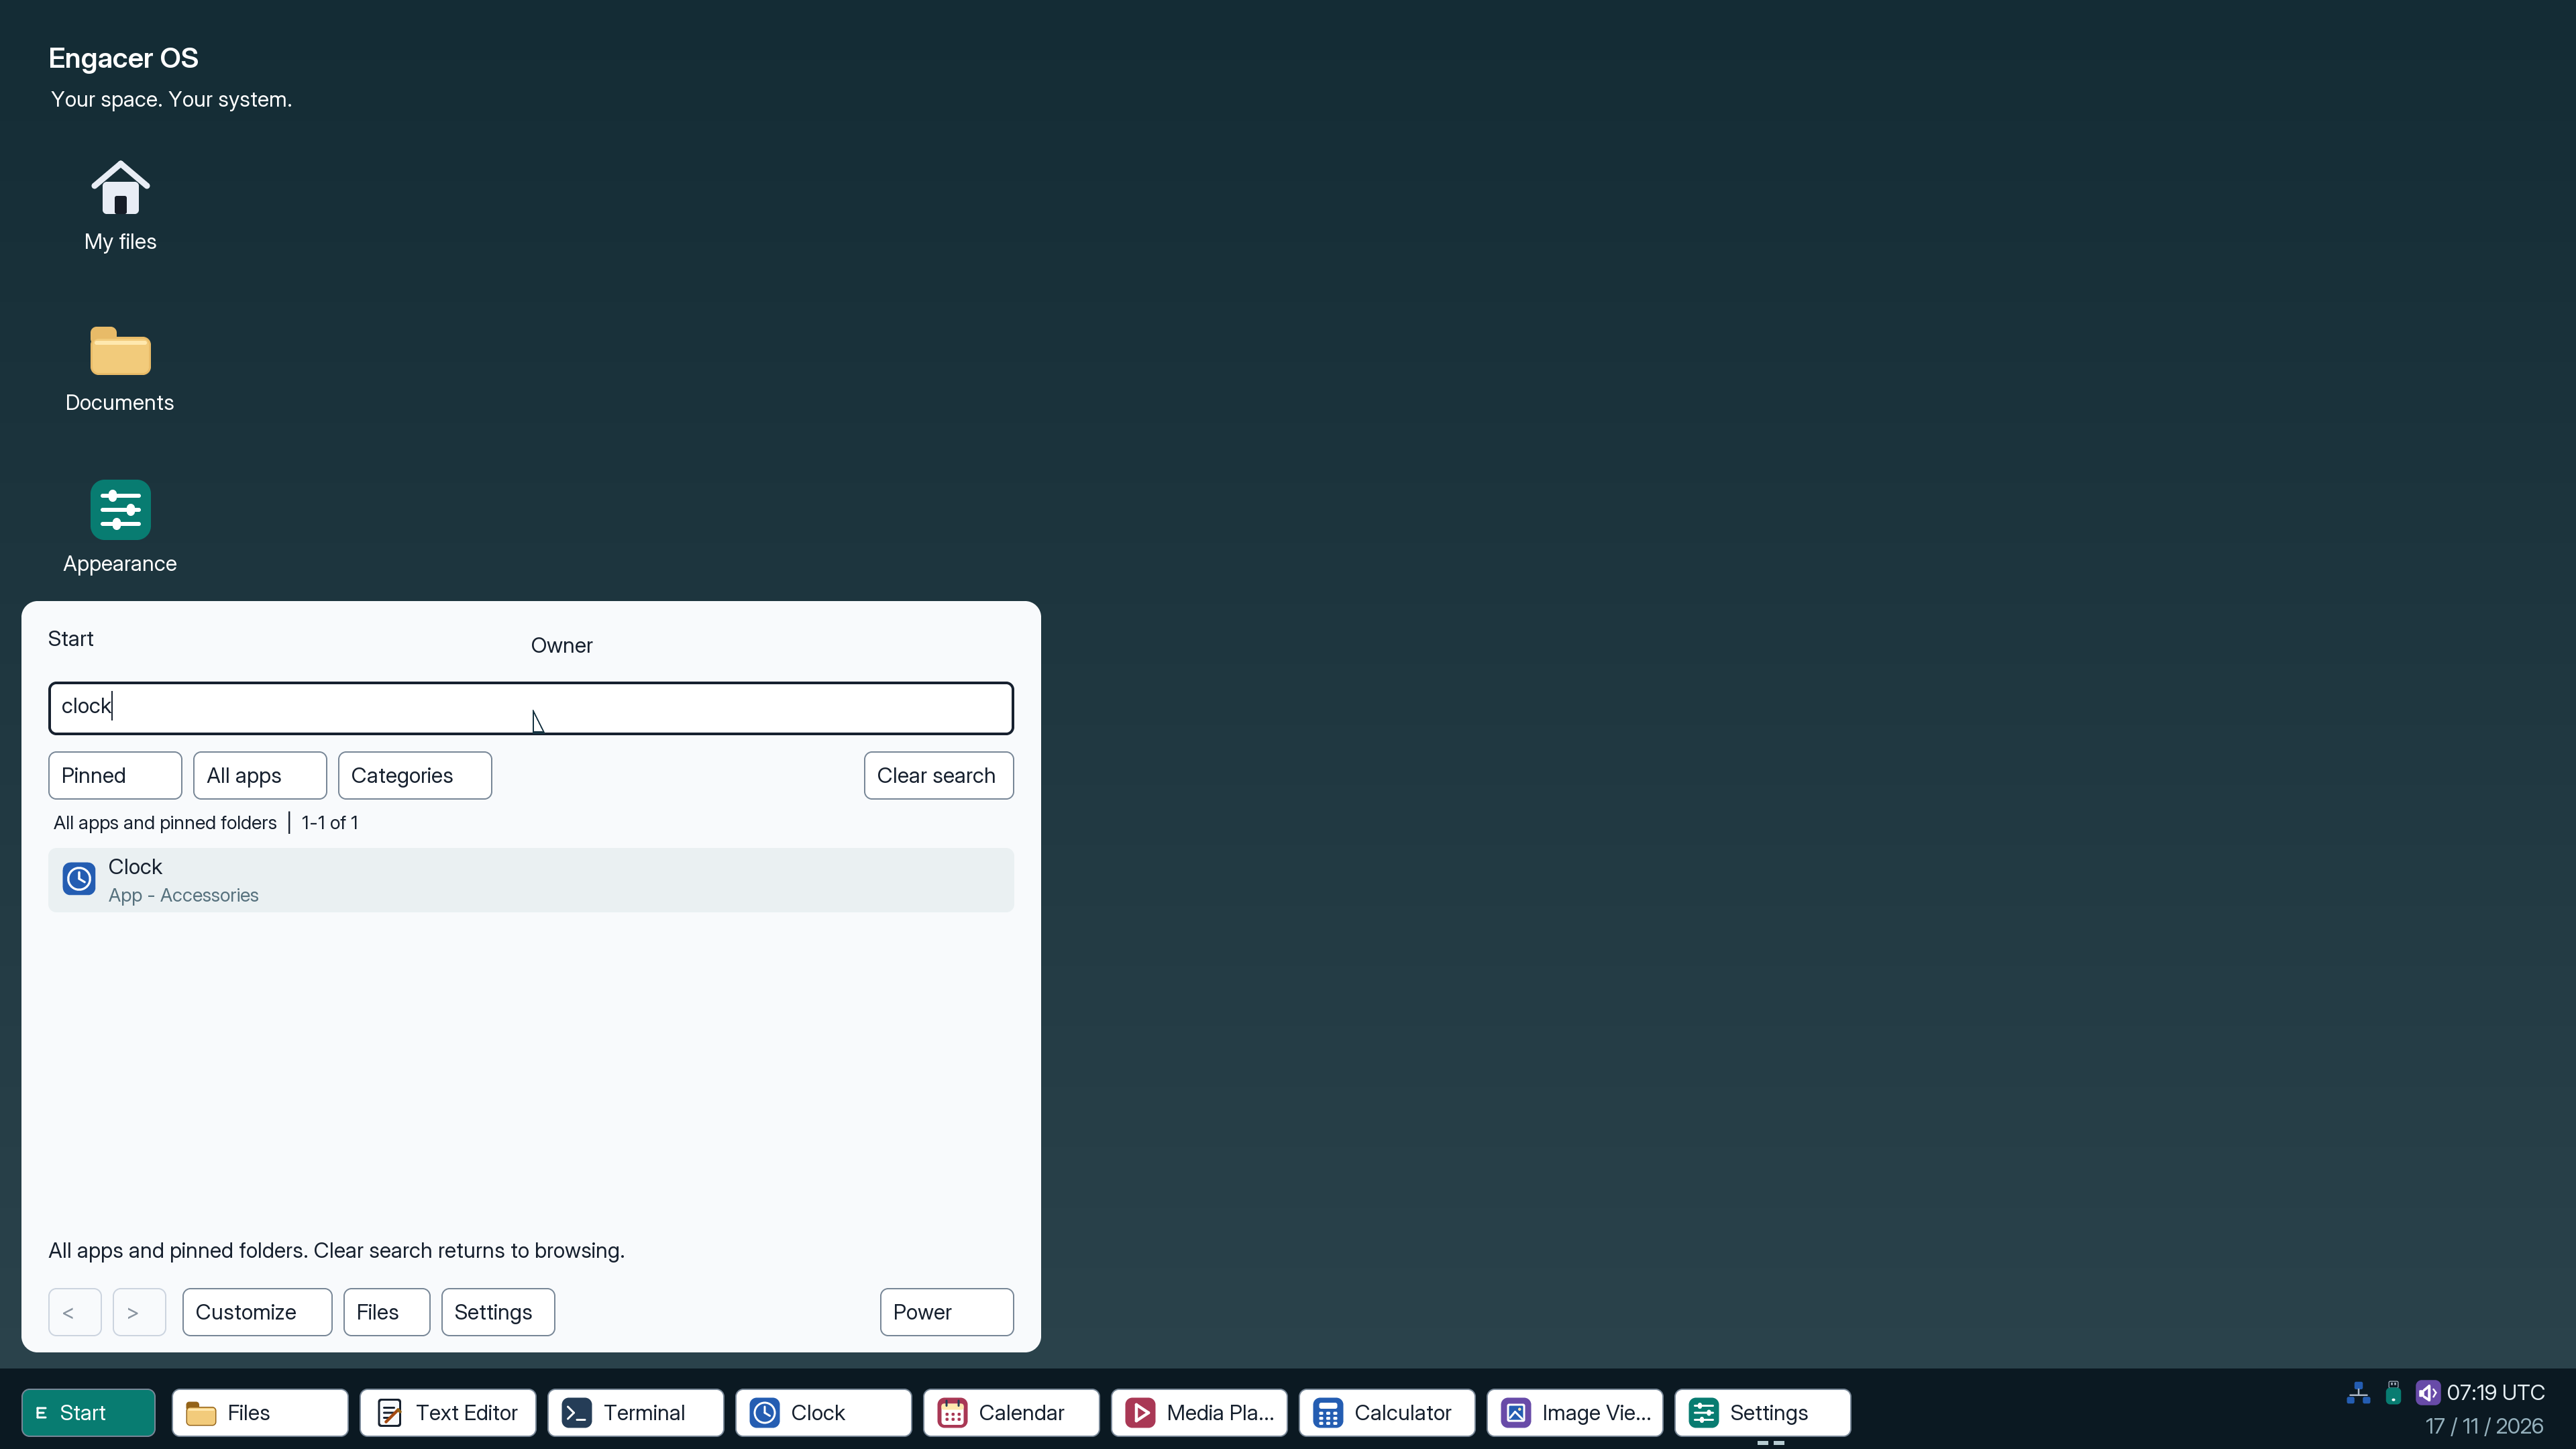 Engacer OS
Your space. Your system.
My files
Documents
Appearance
Start
Owner
clock
Pinned
All apps
Categories
Clear search
All apps and pinned folders | 1-1 of 1
Clock
App - Accessories
All apps and pinned folders. Clear search returns to browsing.
<
>
Customize
Files
Settings
Power
E Start
Files
Text Editor
Terminal
Clock
Calendar
Media Pla...
Calculator
Image Vie...
Settings
07:19 UTC
17 / 11 / 2026